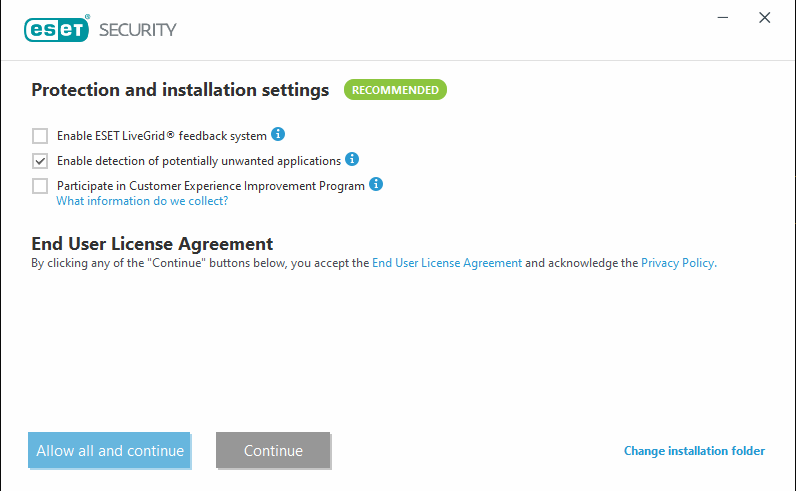 eset® SECURITY
Protection and installation settings RECOMMENDED
Enable ESET LiveGrid® feedback system
Enable detection of potentially unwanted applications
Participate in Customer Experience Improvement Program
What information do we collect?
End User License Agreement
By clicking any of the "Continue" buttons below, you accept the End User License Agreement and acknowledge the Privacy Policy.
Allow all and continue
Continue
Change installation folder